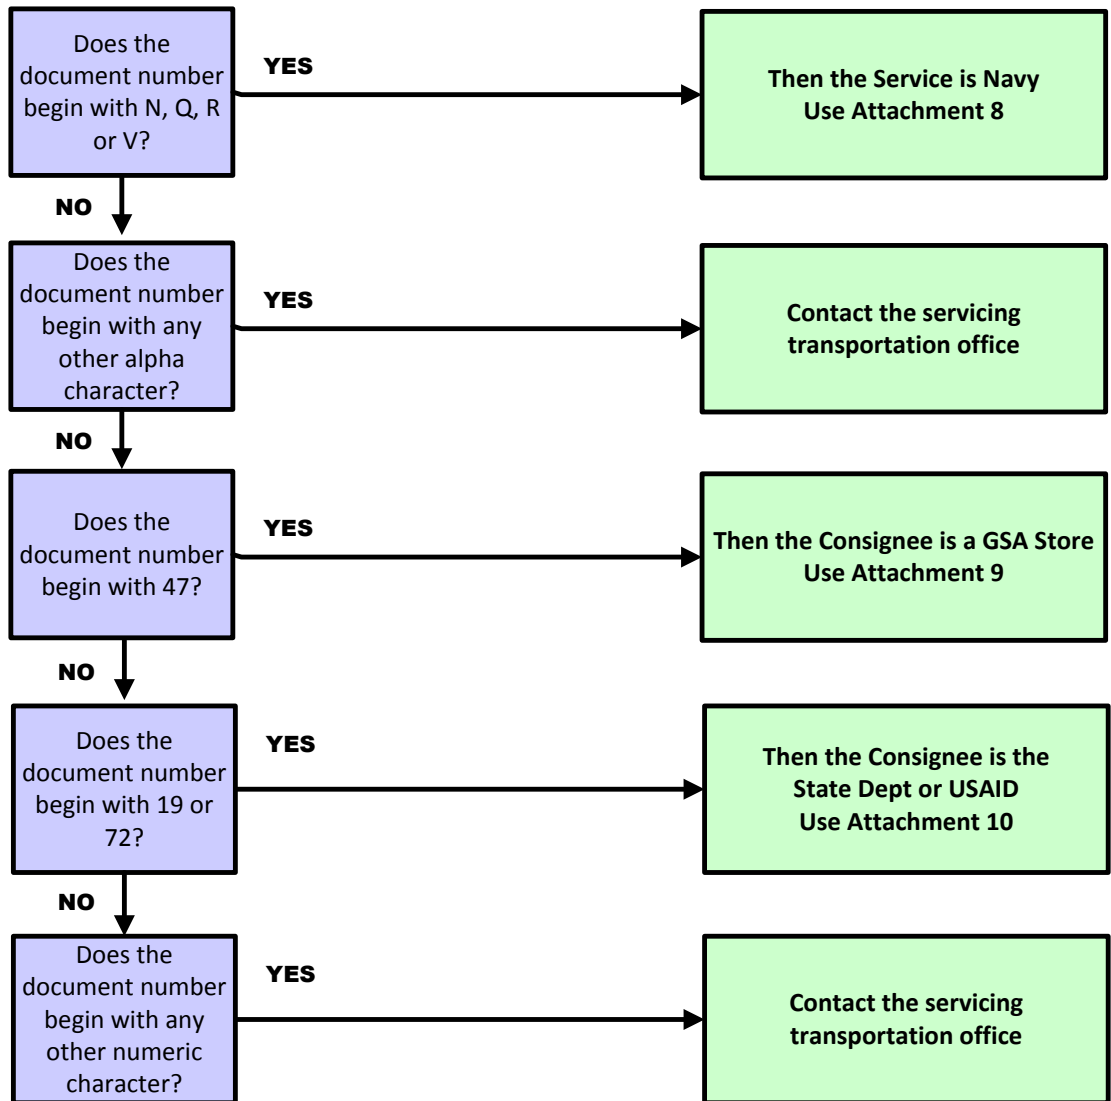 Does the
document number
begin with N, Q, R
or V?
YES
Then the Service is Navy
Use Attachment 8
NO
Does the
document number
begin with any
other alpha
character?
YES
Contact the servicing
transportation office
NO
Does the
document number
begin with 47?
YES
Then the Consignee is a GSA Store
Use Attachment 9
NO
Does the
document number
begin with 19 or
72?
YES
Then the Consignee is the
State Dept or USAID
Use Attachment 10
NO
Does the
document number
begin with any
other numeric
character?
YES
Contact the servicing
transportation office